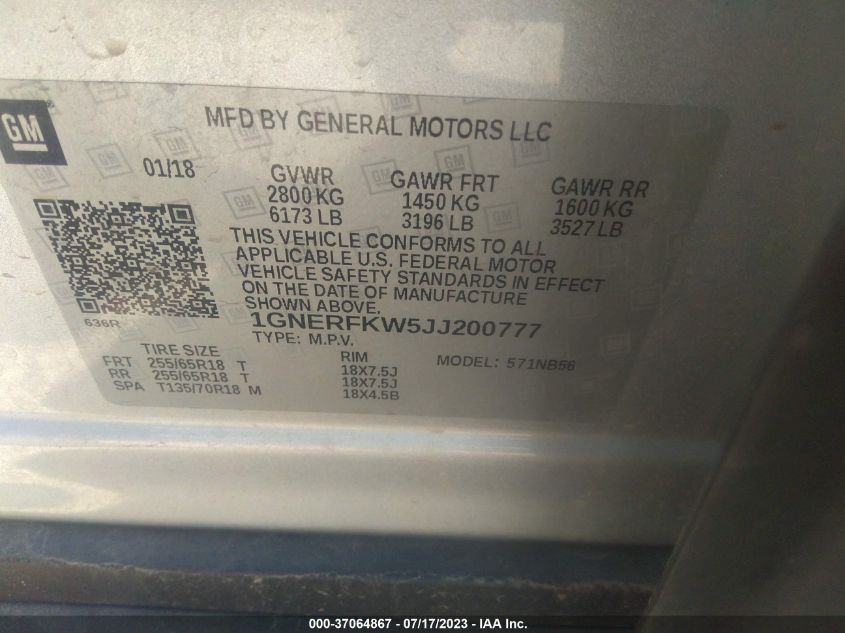 GM
MFD BY GENERAL MOTORS LLC
01/18
GVWR GAWR FRT GAWR RR
2800 KG 1450 KG 1600 KG
6173 LB 3196 LB 3527 LB
THIS VEHICLE CONFORMS TO ALL
APPLICABLE U.S. FEDERAL MOTOR
VEHICLE SAFETY STANDARDS IN EFFECT
ON THE DATE OF MANUFACTURE
SHOWN ABOVE.
1GNERFKW5JJ200777
636R
TYPE: M.P.V.
TIRE SIZE RIM MODEL: 571NB56
FRT 255/65R18 T 18X7.5J
RR 255/65R18 T 18X7.5J
SPA T135/70R18 M 18X4.5B
000-37064867 - 07/17/2023 - IAA Inc.